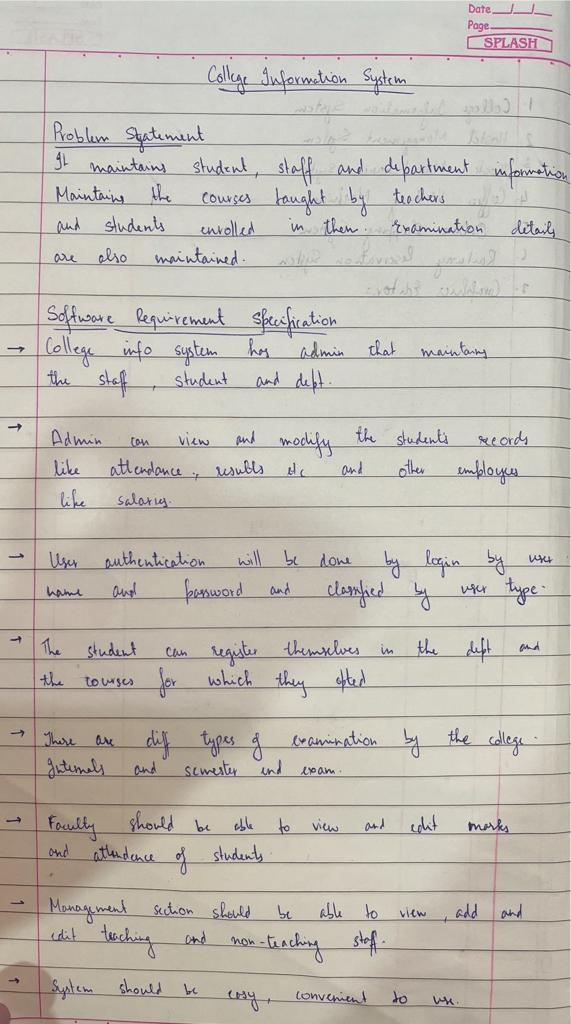 Date / /
Page
SPLASH
College Information System
Problem Statement
It maintains student, staff and department information
Maintains the courses taught by teachers
and students enrolled in them. Examination details
are also maintained.
Software Requirement Specification
→ College info system has admin that maintains
the staff, student and dept.
→ Admin can view and modify the student's records
like attendance, results etc and other employees
like salaries.
→ User authentication will be done by login by user
name and password and classified by user type.
→ The student can register themselves in the dept and
the courses for which they opted
→ There are diff types of examination by the college.
Internals and semester end exam.
→ Faculty should be able to view and edit marks
and attendence of students.
→ Management section should be able to view, add and
edit teaching and non-teaching staff.
→ System should be easy, convenient to use.